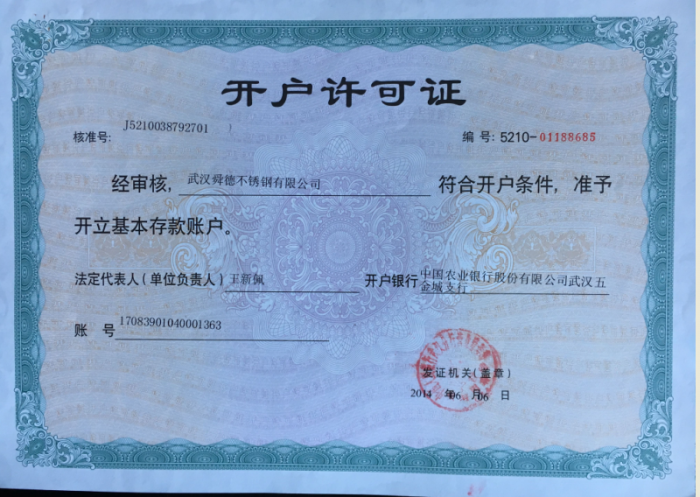 开户许可证
核准号: J5210038792701 编号: 5210-01188685
经审核, 武汉舜德不锈钢有限公司 符合开户条件, 准予
开立基本存款账户。
法定代表人(单位负责人) 王新佩 开户银行 中国农业银行股份有限公司武汉五
金城支行
账 号 17083901040001363
发证机关(盖章)
2014 年 06 月 06 日